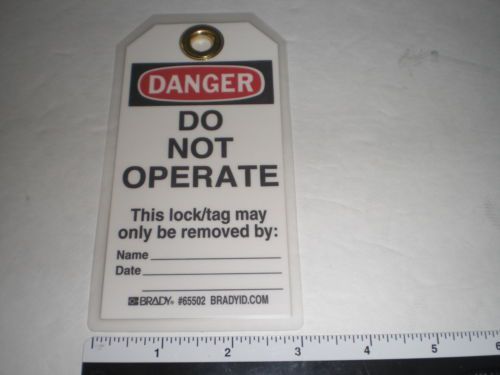 DANGER
DO
NOT
OPERATE
This lock/tag may
only be removed by:
Name
Date
BRADY® #65502 BRADYID.COM
1 2 3 4 5 6